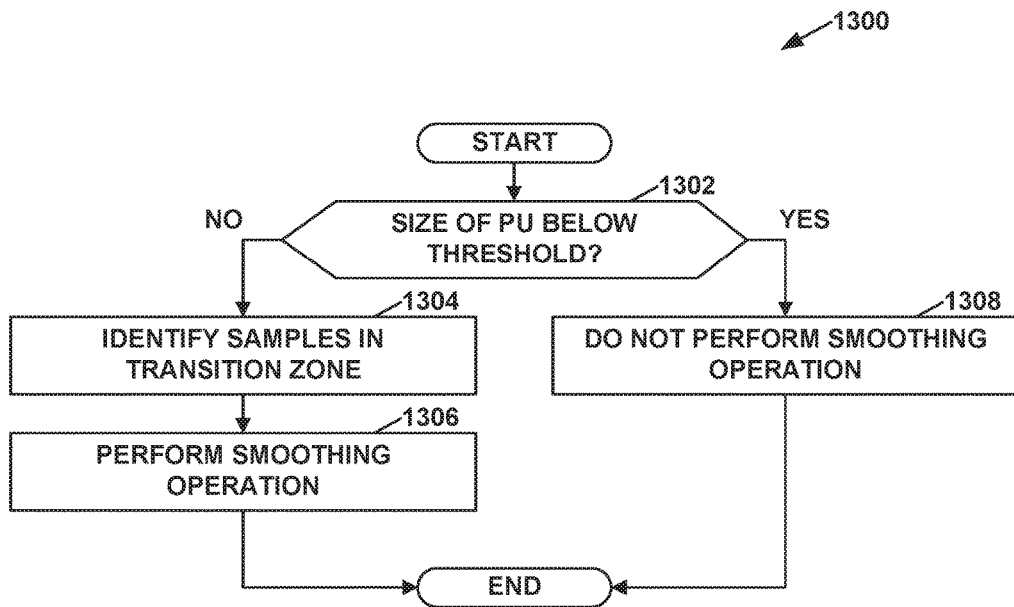 1300
START
1302
NO
SIZE OF PU BELOW
THRESHOLD?
YES
1304
IDENTIFY SAMPLES IN
TRANSITION ZONE
1308
DO NOT PERFORM SMOOTHING
OPERATION
1306
PERFORM SMOOTHING
OPERATION
END